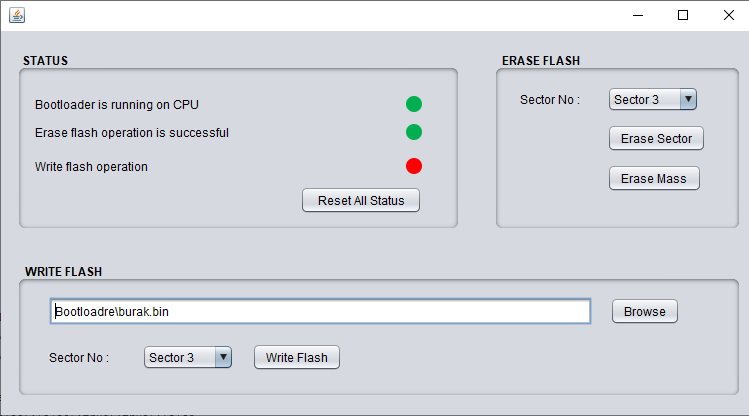 STATUS
Bootloader is running on CPU
Erase flash operation is successful
Write flash operation
Reset All Status
ERASE FLASH
Sector No :
Sector 3
Erase Sector
Erase Mass
WRITE FLASH
Bootloadre\burak.bin
Browse
Sector No :
Sector 3
Write Flash